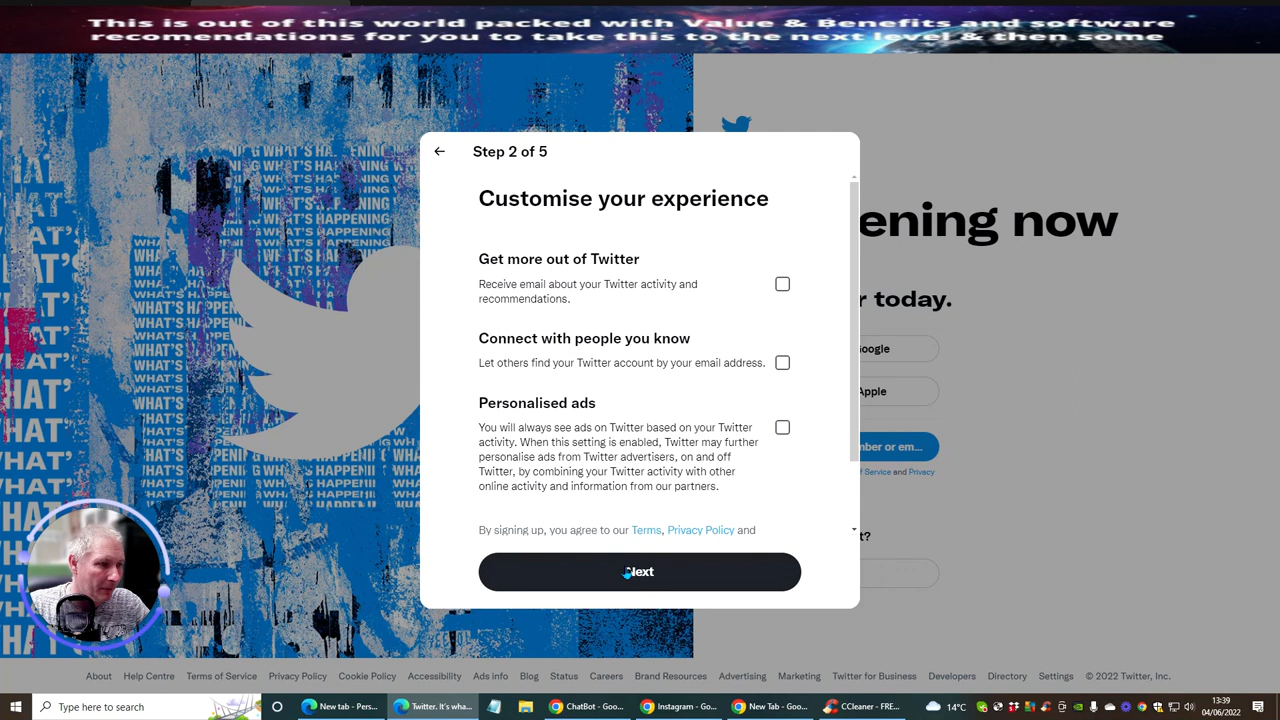 This is out of this world packed with Value & Benefits and software
recomendations for you to take this to the next level & then some
Step 2 of 5
Customise your experience
Get more out of Twitter
Receive email about your Twitter activity and
recommendations.
Connect with people you know
Let others find your Twitter account by your email address.
Personalised ads
You will always see ads on Twitter based on your Twitter
activity. When this setting is enabled, Twitter may further
personalise ads from Twitter advertisers, on and off
Twitter, by combining your Twitter activity with other
online activity and information from our partners.
By signing up, you agree to our Terms, Privacy Policy and
Next
ening now
r today.
Google
Apple
mber or em...
Service and Privacy
t?
WHAT'S HAPPENING
WHAT'S HAPPENING
WHAT'S HAPPENING
About Help Centre Terms of Service Privacy Policy Cookie Policy Accessibility Ads info Blog Status Careers Brand Resources Advertising Marketing Twitter for Business Developers Directory Settings © 2022 Twitter, Inc.
Type here to search
New tab - Pers...
Twitter. It's wha...
ChatBot - Goo...
Instagram - Go...
New Tab - Goo...
CCleaner - FRE...
14°C
13:39
04/06/2022